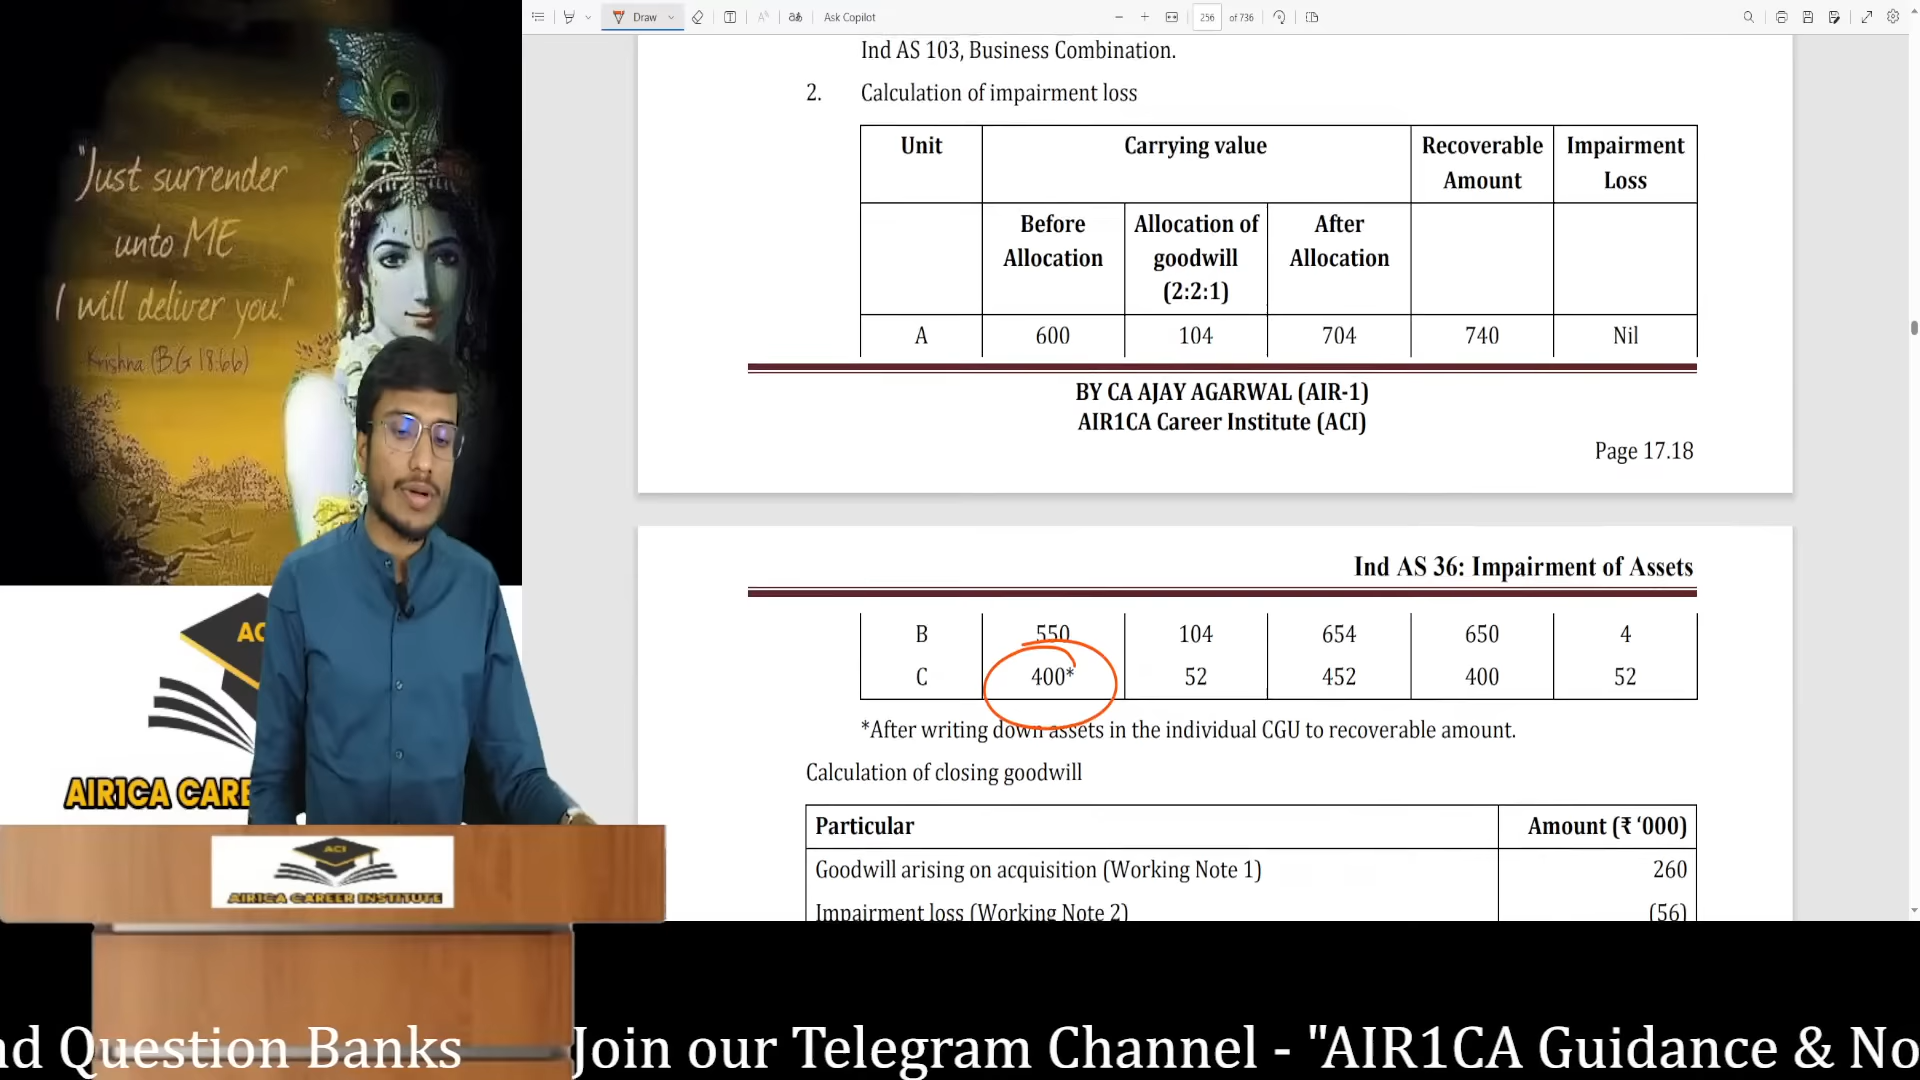 Draw
Ask Copilot
256 of 736
"Just surrender
unto ME
I will deliver you!"
Krishna (B.G 18:66)
Ind AS 103, Business Combination.
2. Calculation of impairment loss
Unit Carrying value Recoverable Amount Impairment Loss
Before Allocation Allocation of goodwill (2:2:1) After Allocation
A 600 104 704 740 Nil
BY CA AJAY AGARWAL (AIR-1)
AIR1CA Career Institute (ACI)
Page 17.18
Ind AS 36: Impairment of Assets
B 550 104 654 650 4
C 400* 52 452 400 52
*After writing down assets in the individual CGU to recoverable amount.
Calculation of closing goodwill
Particular Amount (₹ ‘000)
Goodwill arising on acquisition (Working Note 1) 260
Impairment loss (Working Note 2) (56)
AC
AIR1CA CARE
ACI
AIR1CA CAREER INSTITUTE
nd Question Banks Join our Telegram Channel - "AIR1CA Guidance & No